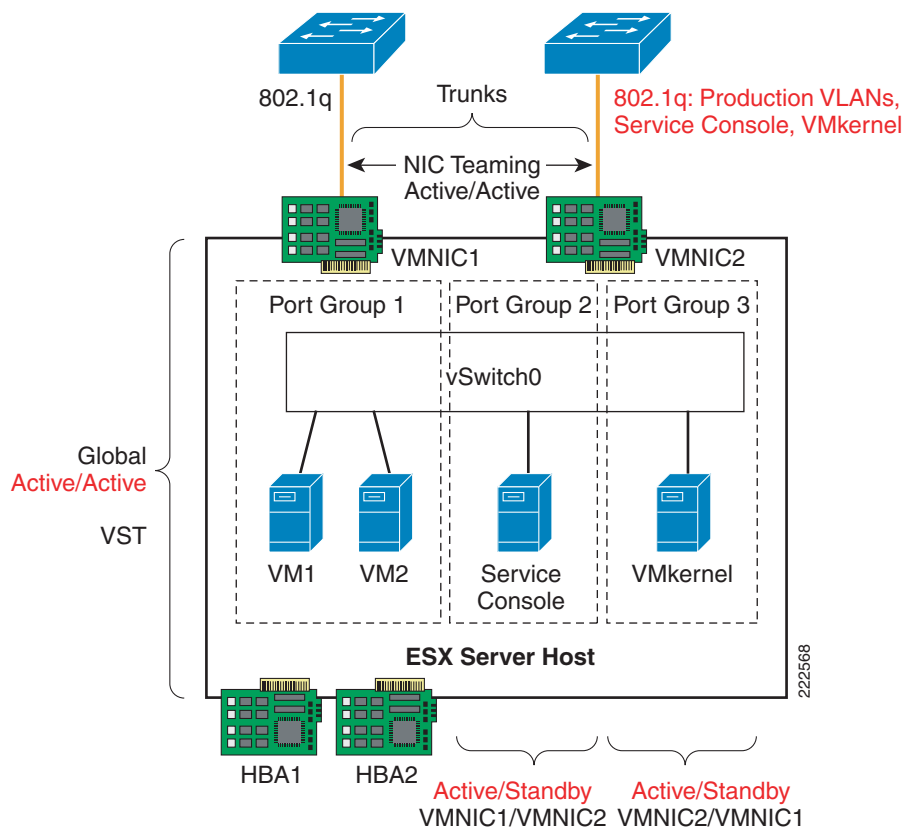 802.1q
Trunks
802.1q: Production VLANs,
Service Console, VMkernel
NIC Teaming
Active/Active
VMNIC1
VMNIC2
Port Group 1
Port Group 2
Port Group 3
vSwitch0
Global
Active/Active
VST
VM1
VM2
Service
Console
VMkernel
ESX Server Host
222568
HBA1
HBA2
Active/Standby
VMNIC1/VMNIC2
Active/Standby
VMNIC2/VMNIC1